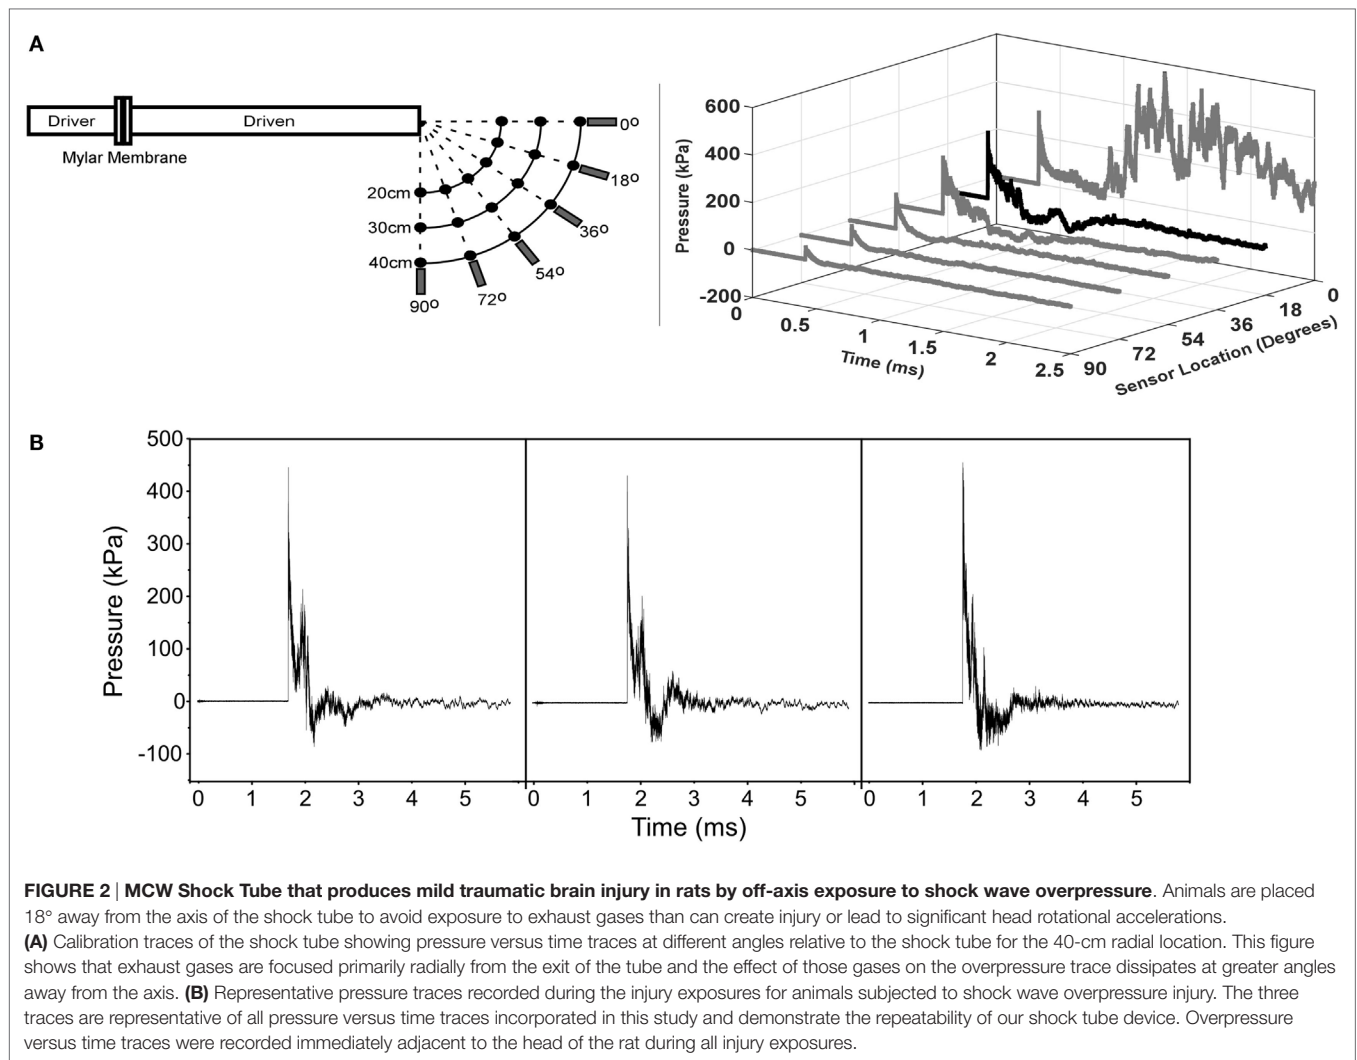 A
Driver
Driven
Mylar Membrane
20cm
30cm
40cm
0o
18o
36o
54o
72o
90o
600
400
200
0
-200
Pressure (kPa)
0
0.5
1
1.5
2
2.5
Time (ms)
90
72
54
36
18
0
Sensor Location (Degrees)
B
500
400
300
200
100
0
-100
Pressure (kPa)
0 1 2 3 4 5 0 1 2 3 4 5 0 1 2 3 4 5
Time (ms)
FIGURE 2 | MCW Shock Tube that produces mild traumatic brain injury in rats by off-axis exposure to shock wave overpressure. Animals are placed
18° away from the axis of the shock tube to avoid exposure to exhaust gases than can create injury or lead to significant head rotational accelerations.
(A) Calibration traces of the shock tube showing pressure versus time traces at different angles relative to the shock tube for the 40-cm radial location. This figure
shows that exhaust gases are focused primarily radially from the exit of the tube and the effect of those gases on the overpressure trace dissipates at greater angles
away from the axis. (B) Representative pressure traces recorded during the injury exposures for animals subjected to shock wave overpressure injury. The three
traces are representative of all pressure versus time traces incorporated in this study and demonstrate the repeatability of our shock tube device. Overpressure
versus time traces were recorded immediately adjacent to the head of the rat during all injury exposures.